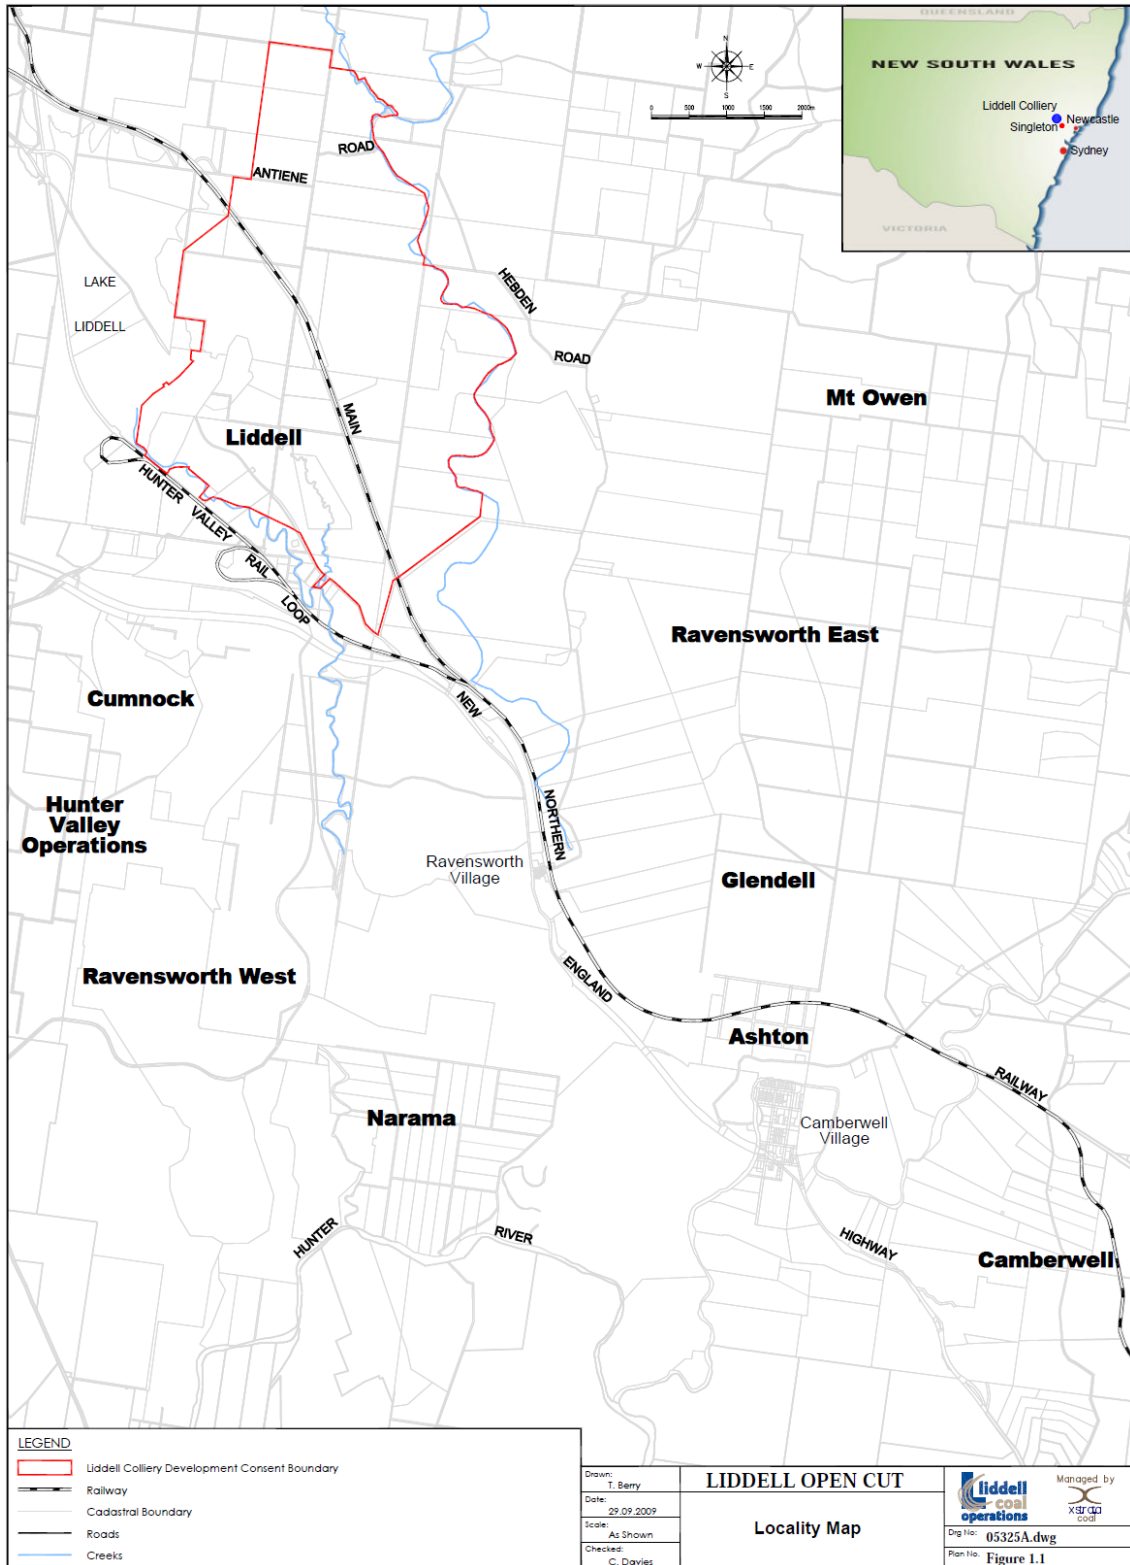 QUEENSLAND
NEW SOUTH WALES
Liddell Colliery
Newcastle
Singleton
Sydney
VICTORIA
N
W
E
S
0
500
1000
1500
2000m
ROAD
ANTIENE
LAKE
LIDDELL
HEBDEN
ROAD
Mt Owen
MAIN
Liddell
HUNTER
VALLEY
RAIL
LOOP
Ravensworth East
Cumnock
NEW
Hunter
Valley
Operations
NORTHERN
Ravensworth
Village
Glendell
Ravensworth West
ENGLAND
Ashton
RAILWAY
Narama
Camberwell
Village
HUNTER
RIVER
HIGHWAY
Camberwell
LEGEND
Liddell Colliery Development Consent Boundary
Railway
Cadastral Boundary
Roads
Creeks
Drawn:
T. Berry
Date:
29.09.2009
Scale:
As Shown
Checked:
C. Davies
LIDDELL OPEN CUT
Locality Map
liddell
coal
operations
Managed by
xstrata
coal
Drg No: 05325A.dwg
Plan No. Figure 1.1